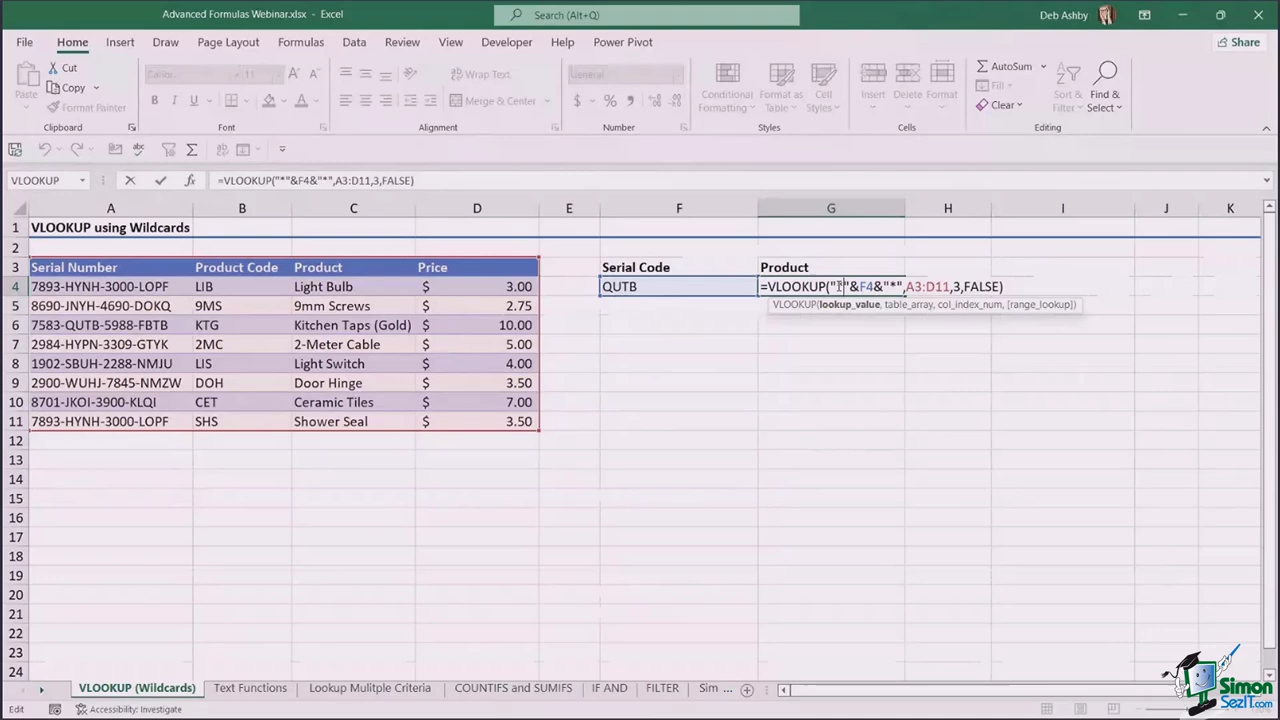 Advanced Formulas Webinar.xlsx - Excel
Search (Alt+Q)
Deb Ashby
File Home Insert Draw Page Layout Formulas Data Review View Developer Help Power Pivot
Share
Cut
Copy
Format Painter
Paste
Clipboard
Calibri
11
Font
Wrap Text
Merge & Center
Alignment
General
Number
Conditional Formatting
Format as Table
Cell Styles
Styles
Insert
Delete
Format
Cells
AutoSum
Fill
Clear
Sort & Filter
Find & Select
Editing
VLOOKUP
=VLOOKUP("*"&F4&"*",A3:D11,3,FALSE)
A B C D E F G H I J K
1 VLOOKUP using Wildcards
2
3 Serial Number Product Code Product Price Serial Code Product
4 7893-HYNH-3000-LOPF LIB Light Bulb $ 3.00 QUTB =VLOOKUP("*"&F4&"*",A3:D11,3,FALSE)
VLOOKUP(lookup_value, table_array, col_index_num, [range_lookup])
5 8690-JNYH-4690-DOKQ 9MS 9mm Screws $ 2.75
6 7583-QUTB-5988-FBTB KTG Kitchen Taps (Gold) $ 10.00
7 2984-HYPN-3309-GTYK 2MC 2-Meter Cable $ 5.00
8 1902-SBUH-2288-NMJU LIS Light Switch $ 4.00
9 2900-WUHJ-7845-NMZW DOH Door Hinge $ 3.50
10 8701-JKOI-3900-KLQI CET Ceramic Tiles $ 7.00
11 7893-HYNH-3000-LOPF SHS Shower Seal $ 3.50
12
13
14
15
16
17
18
19
20
21
22
23
24
VLOOKUP (Wildcards) Text Functions Lookup Mulitple Criteria COUNTIFS and SUMIFS IF AND FILTER Sim ...
Edit
Accessibility: Investigate
Simon
SezIT.com